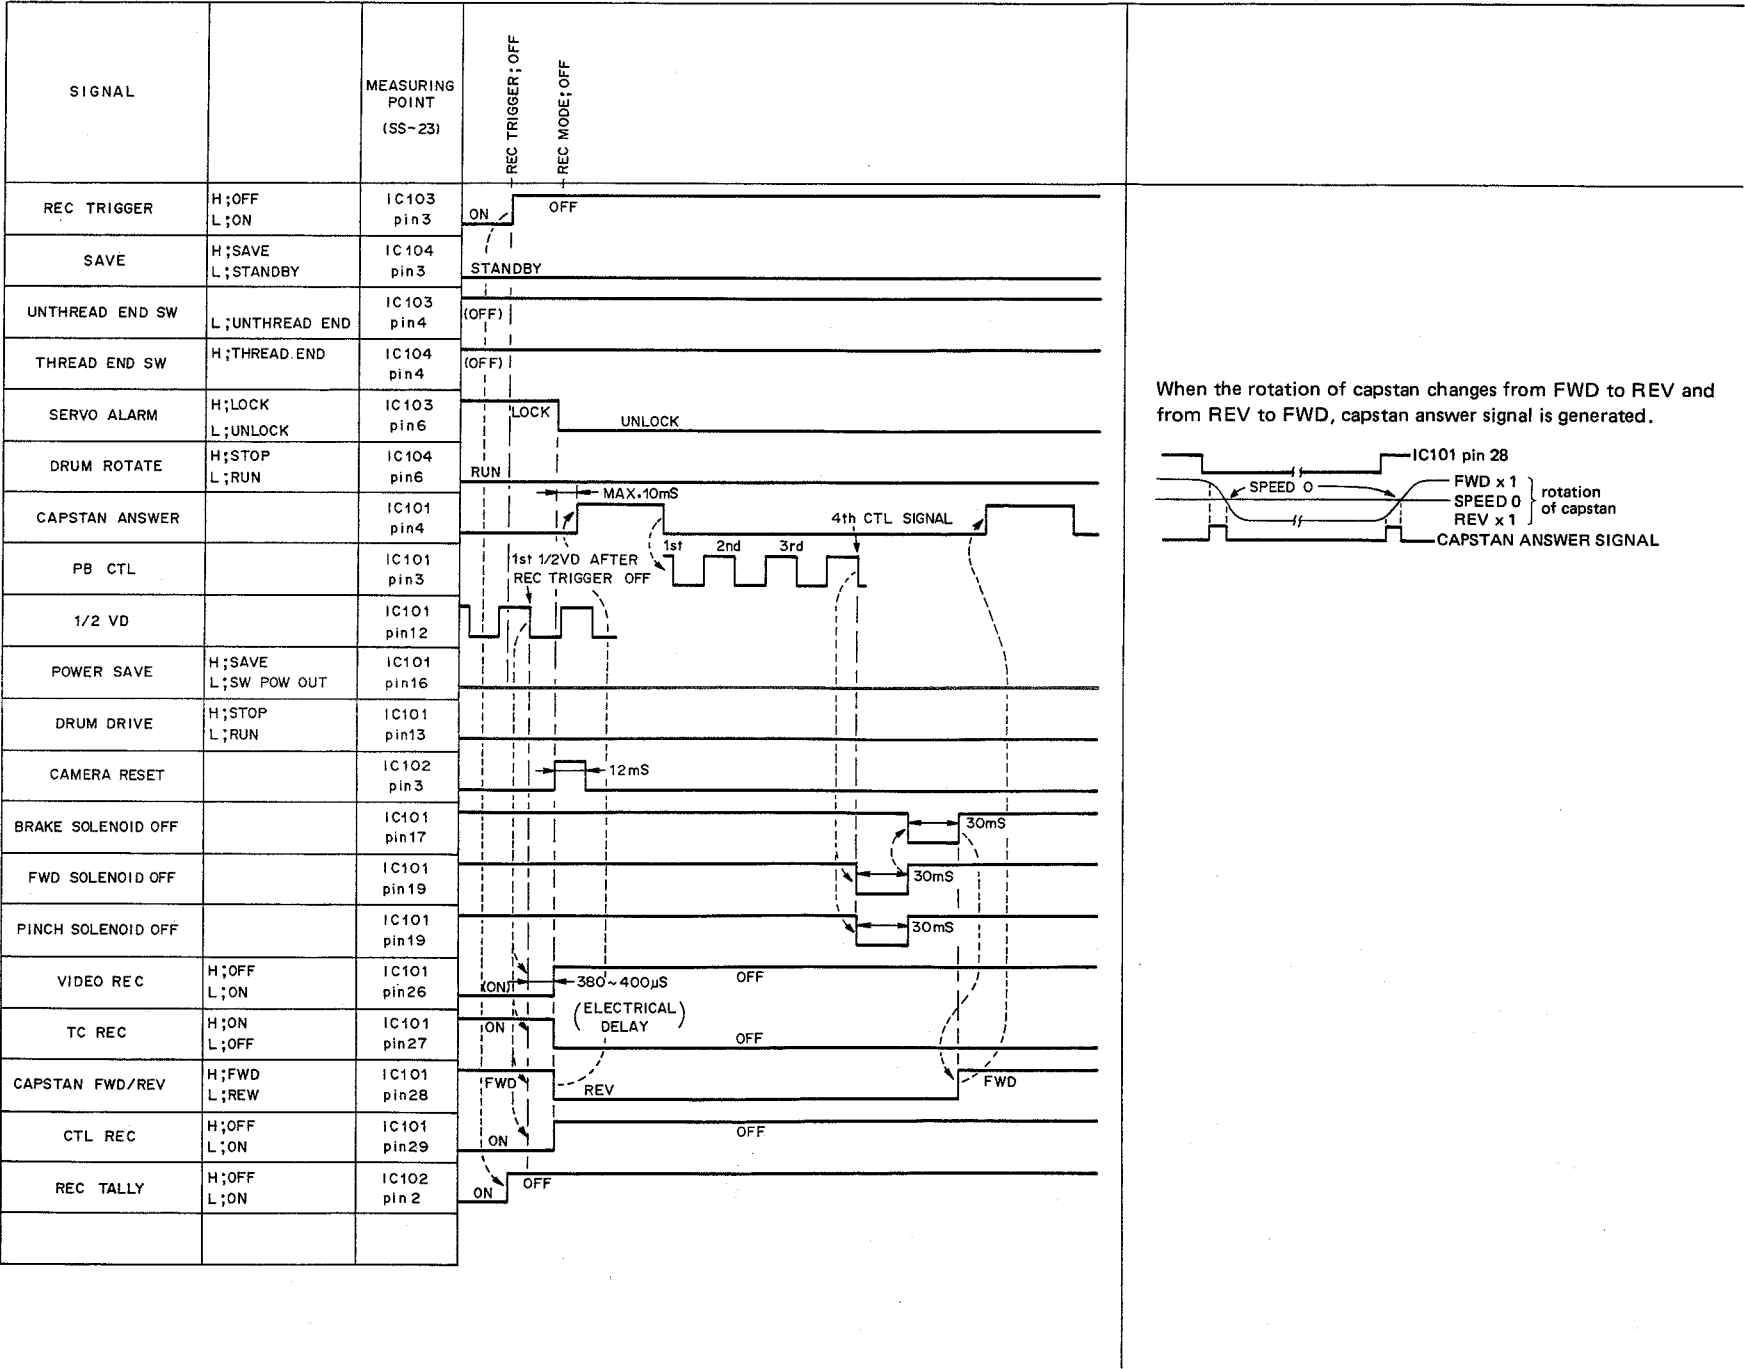 SIGNAL
MEASURING
POINT
(SS-23)
REC TRIGGER;OFF
REC MODE;OFF
REC TRIGGER
H;OFF
L;ON
IC103
pin3
ON
OFF
SAVE
H;SAVE
L;STANDBY
IC104
pin3
STANDBY
UNTHREAD END SW
L;UNTHREAD END
IC103
pin4
(OFF)
THREAD END SW
H;THREAD.END
IC104
pin4
(OFF)
SERVO ALARM
H;LOCK
L;UNLOCK
IC103
pin6
LOCK
UNLOCK
DRUM ROTATE
H;STOP
L;RUN
IC104
pin6
RUN
MAX.10mS
CAPSTAN ANSWER
IC101
pin4
4th CTL SIGNAL
PB CTL
IC101
pin3
1st 2nd 3rd
1st 1/2VD AFTER
REC TRIGGER OFF
1/2 VD
IC101
pin12
POWER SAVE
H;SAVE
L;SW POW OUT
IC101
pin16
DRUM DRIVE
H;STOP
L;RUN
IC101
pin13
CAMERA RESET
IC102
pin3
12mS
BRAKE SOLENOID OFF
IC101
pin17
30mS
FWD SOLENOID OFF
IC101
pin19
30mS
PINCH SOLENOID OFF
IC101
pin19
30mS
VIDEO REC
H;OFF
L;ON
IC101
pin26
(ON)
380~400μS
OFF
(ELECTRICAL
DELAY)
TC REC
H;ON
L;OFF
IC101
pin27
ON
OFF
CAPSTAN FWD/REV
H;FWD
L;REW
IC101
pin28
FWD
REV
FWD
CTL REC
H;OFF
L;ON
IC101
pin29
ON
OFF
REC TALLY
H;OFF
L;ON
IC102
pin2
ON
OFF
When the rotation of capstan changes from FWD to REV and
from REV to FWD, capstan answer signal is generated.
IC101 pin 28
SPEED 0
FWD x 1
SPEED 0
REV x 1
rotation
of capstan
CAPSTAN ANSWER SIGNAL